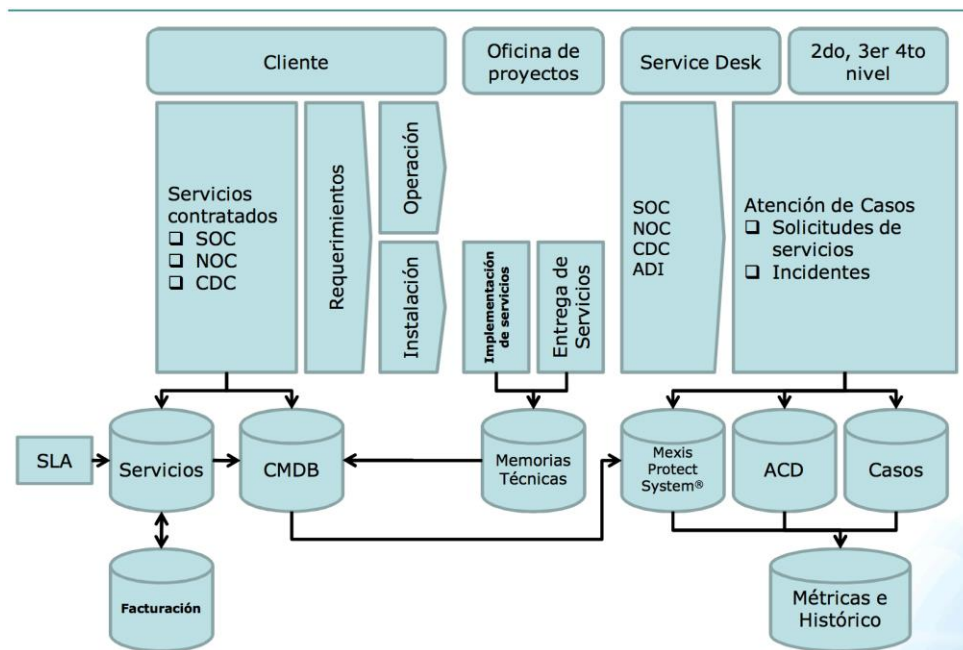 Cliente
Oficina de
proyectos
Service Desk
2do, 3er 4to
nivel
Servicios
contratados
❑ SOC
❑ NOC
❑ CDC
Requerimientos
Operación
Instalación
Implementación
de servicios
Entrega de
Servicios
SOC
NOC
CDC
ADI
Atención de Casos
❑ Solicitudes de
servicios
❑ Incidentes
SLA
Servicios
CMDB
Memorias
Técnicas
Mexis
Protect
System®
ACD
Casos
Facturación
Métricas e
Histórico